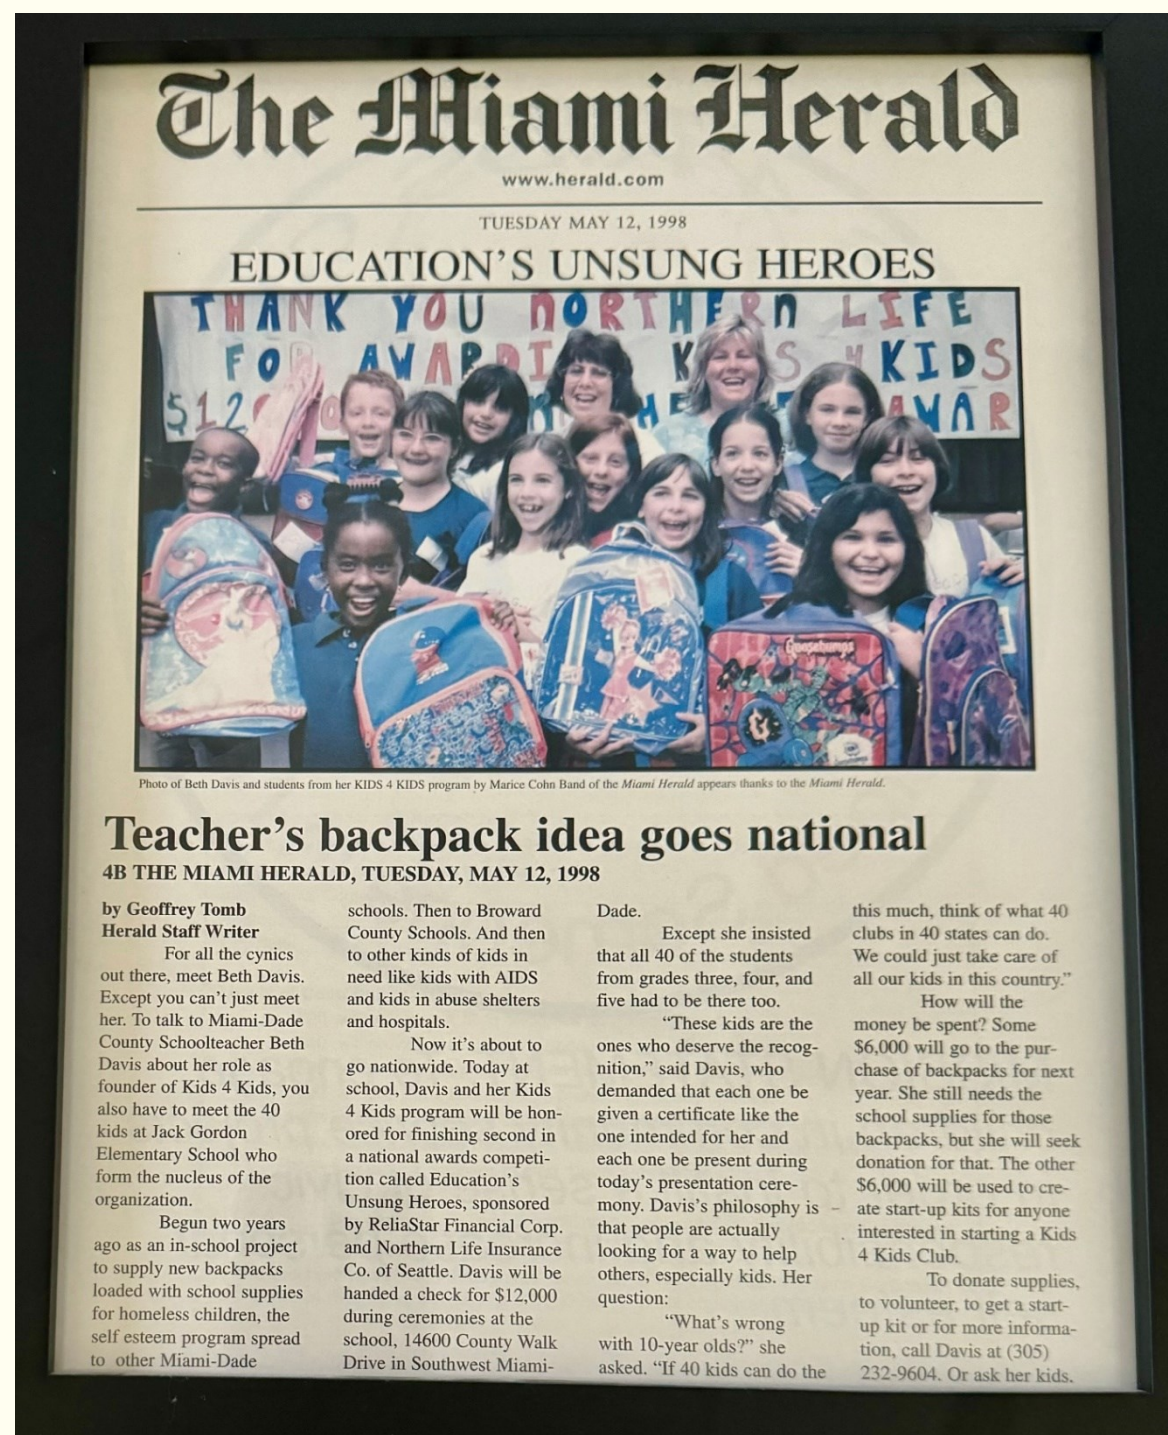 The Miami Herald
www.herald.com
TUESDAY MAY 12, 1998
EDUCATION'S UNSUNG HEROES
THANK YOU NORTHERN LIFE
FOR AWARDI K S 4 KIDS
$12 HE AWAR
GOOSEBUMPS
Photo of Beth Davis and students from her KIDS 4 KIDS program by Marice Cohn Band of the Miami Herald appears thanks to the Miami Herald.
Teacher's backpack idea goes national
4B THE MIAMI HERALD, TUESDAY, MAY 12, 1998
by Geoffrey Tomb
Herald Staff Writer
For all the cynics
out there, meet Beth Davis.
Except you can't just meet
her. To talk to Miami-Dade
County Schoolteacher Beth
Davis about her role as
founder of Kids 4 Kids, you
also have to meet the 40
kids at Jack Gordon
Elementary School who
form the nucleus of the
organization.
Begun two years
ago as an in-school project
to supply new backpacks
loaded with school supplies
for homeless children, the
self esteem program spread
to other Miami-Dade
schools. Then to Broward
County Schools. And then
to other kinds of kids in
need like kids with AIDS
and kids in abuse shelters
and hospitals.
Now it's about to
go nationwide. Today at
school, Davis and her Kids
4 Kids program will be hon-
ored for finishing second in
a national awards competi-
tion called Education's
Unsung Heroes, sponsored
by ReliaStar Financial Corp.
and Northern Life Insurance
Co. of Seattle. Davis will be
handed a check for $12,000
during ceremonies at the
school, 14600 County Walk
Drive in Southwest Miami-
Dade.
Except she insisted
that all 40 of the students
from grades three, four, and
five had to be there too.
"These kids are the
ones who deserve the recog-
nition," said Davis, who
demanded that each one be
given a certificate like the
one intended for her and
each one be present during
today's presentation cere-
mony. Davis's philosophy is
that people are actually
looking for a way to help
others, especially kids. Her
question:
"What's wrong
with 10-year olds?" she
asked. "If 40 kids can do the
this much, think of what 40
clubs in 40 states can do.
We could just take care of
all our kids in this country."
How will the
money be spent? Some
$6,000 will go to the pur-
chase of backpacks for next
year. She still needs the
school supplies for those
backpacks, but she will seek
donation for that. The other
$6,000 will be used to cre-
ate start-up kits for anyone
interested in starting a Kids
4 Kids Club.
To donate supplies,
to volunteer, to get a start-
up kit or for more informa-
tion, call Davis at (305)
232-9604. Or ask her kids.